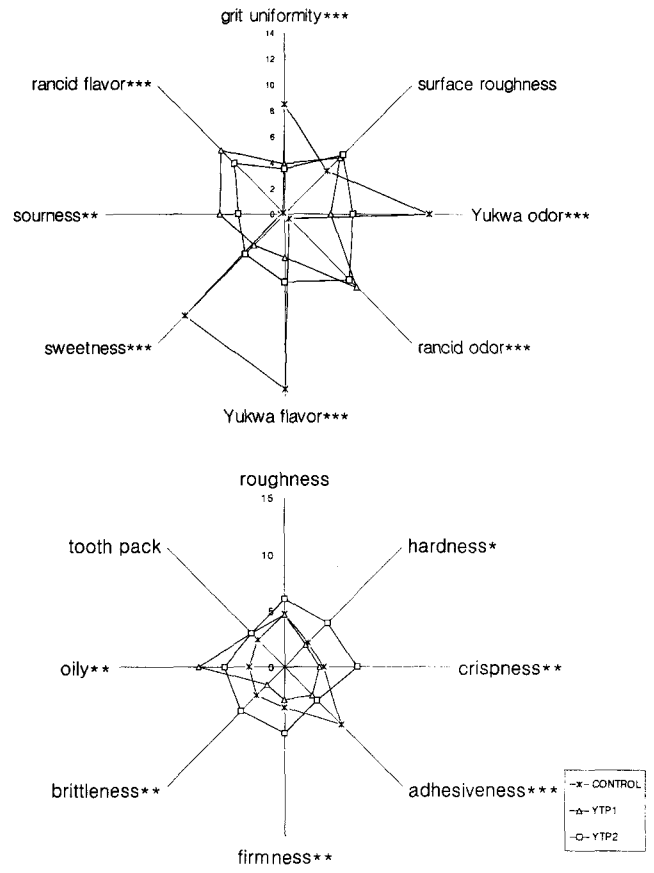 grit uniformity***
14
12
10
8
6
4
2
0
rancid flavor***
surface roughness
sourness**
Yukwa odor***
sweetness***
rancid odor***
Yukwa flavor***
roughness
15
10
5
0
tooth pack
hardness*
oily**
crispness**
brittleness**
adhesiveness***
firmness**
CONTROL
YTP1
YTP2